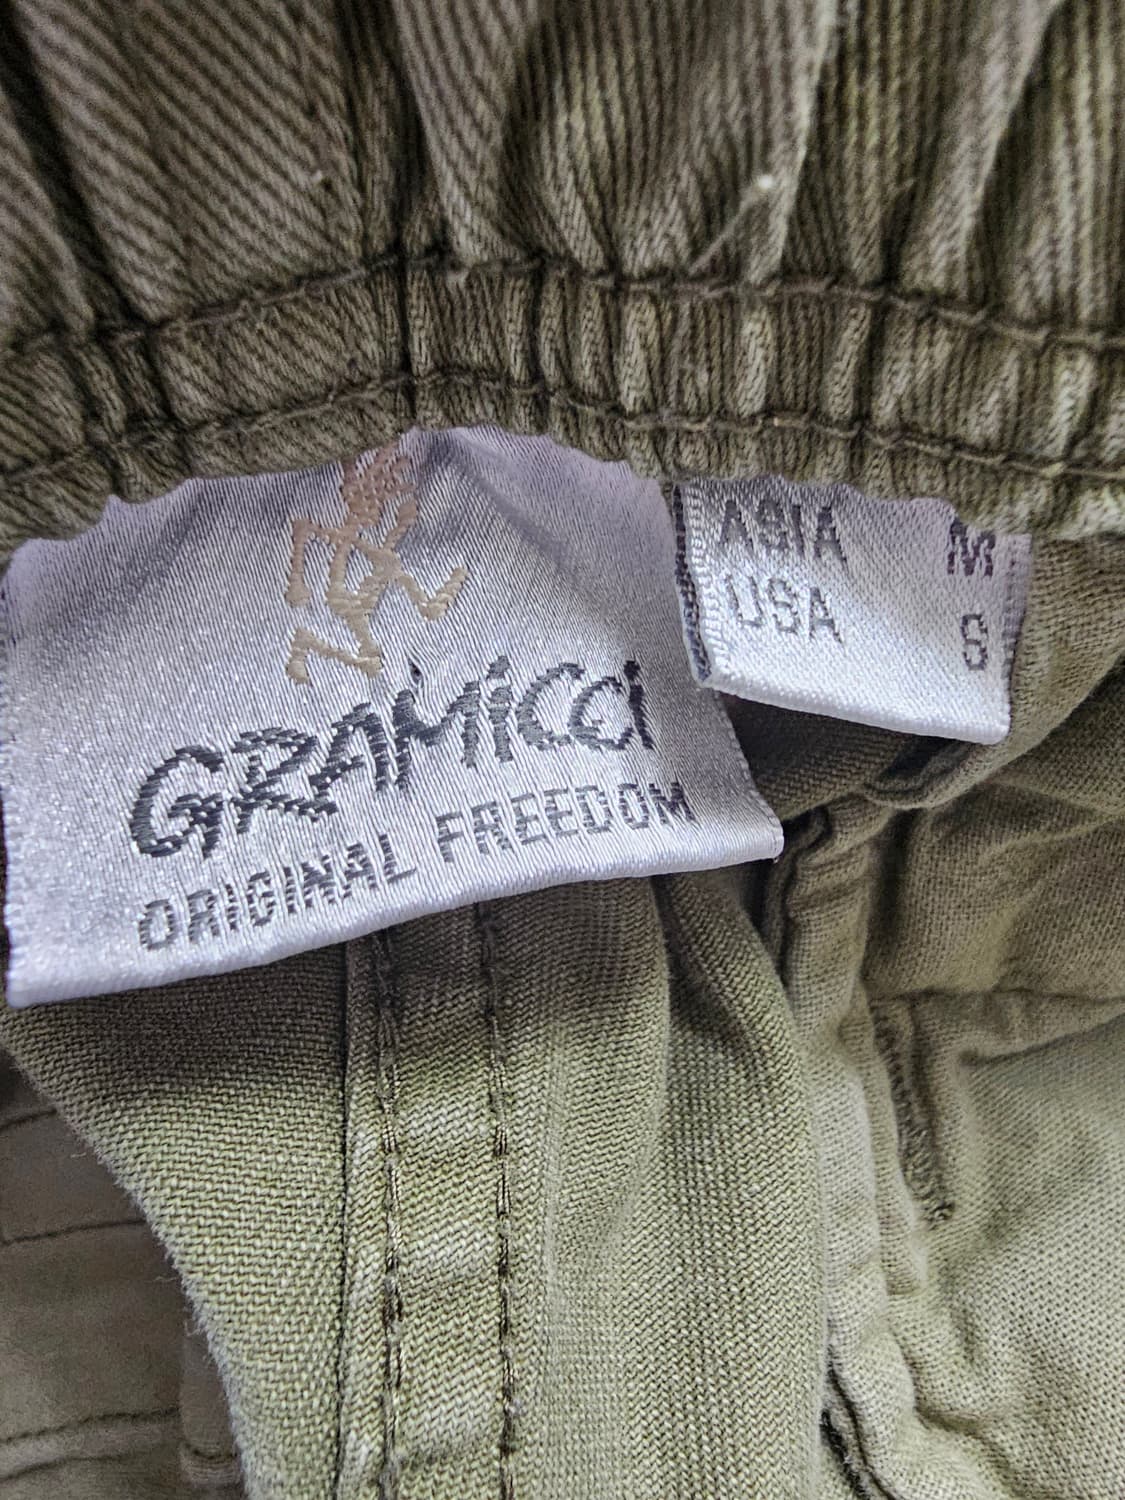 GRAMiCCi
ORIGINAL FREEDOM
ASIA M
USA S